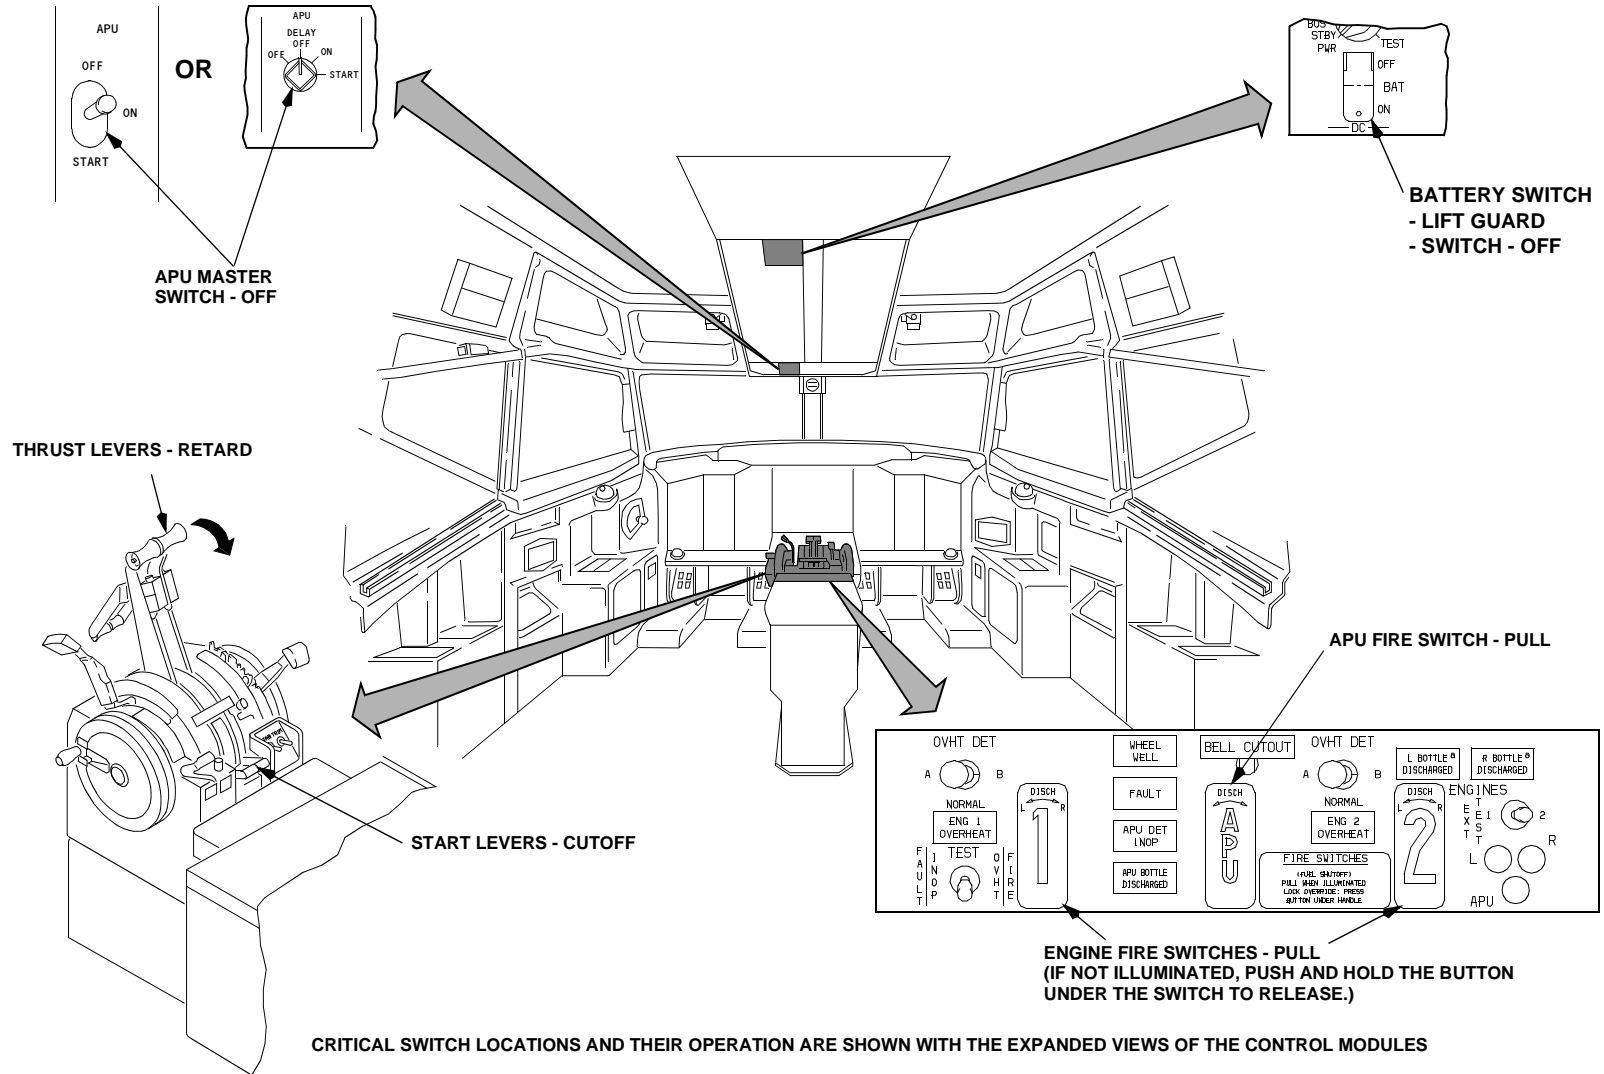 APU
OFF
ON
START
OR
APU
DELAY
OFF
OFF
ON
START
APU MASTER
SWITCH - OFF
BUS
STBY
PWR
TEST
OFF
BAT
ON
DC
BATTERY SWITCH
- LIFT GUARD
- SWITCH - OFF
THRUST LEVERS - RETARD
START LEVERS - CUTOFF
APU FIRE SWITCH - PULL
OVHT DET
A
B
NORMAL
ENG 1
OVERHEAT
FAULT
INOP
TEST
OVHT
FIRE
DISCH
L
R
1
WHEEL
WELL
FAULT
APU DET
INOP
APU BOTTLE
DISCHARGED
BELL CUTOUT
DISCH
APU
OVHT DET
A
B
NORMAL
ENG 2
OVERHEAT
FIRE SWITCHES
(FUEL SHUTOFF)
PULL WHEN ILLUMINATED
LOCK OVERRIDE: PRESS
BUTTON UNDER HANDLE
L BOTTLE
DISCHARGED
R BOTTLE
DISCHARGED
DISCH
L
R
2
ENGINES
EXT
TEST
1
2
L
R
APU
ENGINE FIRE SWITCHES - PULL
(IF NOT ILLUMINATED, PUSH AND HOLD THE BUTTON
UNDER THE SWITCH TO RELEASE.)
CRITICAL SWITCH LOCATIONS AND THEIR OPERATION ARE SHOWN WITH THE EXPANDED VIEWS OF THE CONTROL MODULES